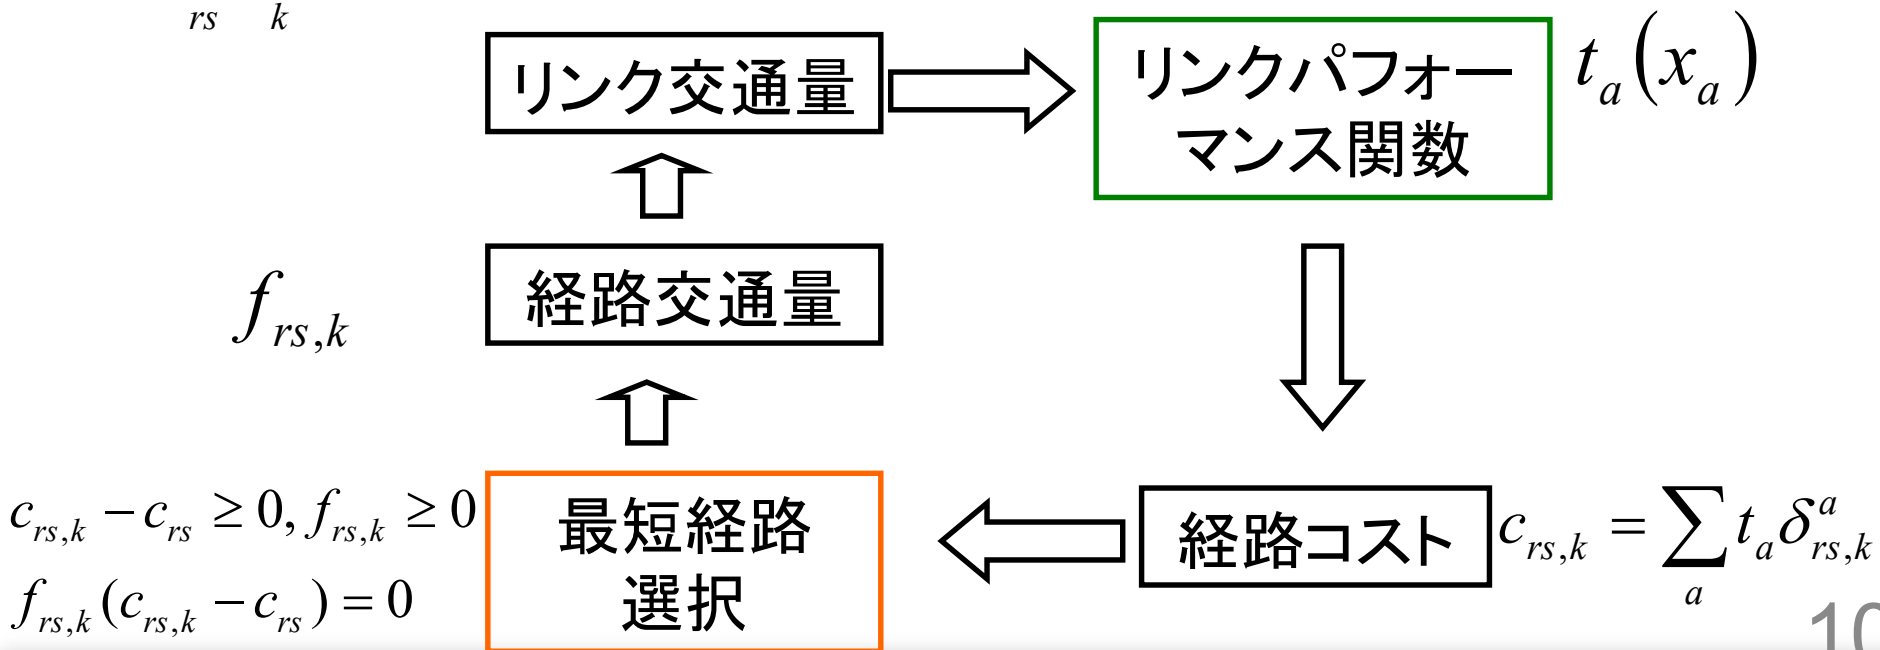 rs k
リンク交通量
リンクパフォー
マンス関数
t_a(x_a)
f_{rs,k}
経路交通量
c_{rs,k} − c_{rs} ≥ 0, f_{rs,k} ≥ 0
f_{rs,k}(c_{rs,k} − c_{rs}) = 0
最短経路
選択
経路コスト
c_{rs,k} = ∑_a t_a δ^a_{rs,k}
10